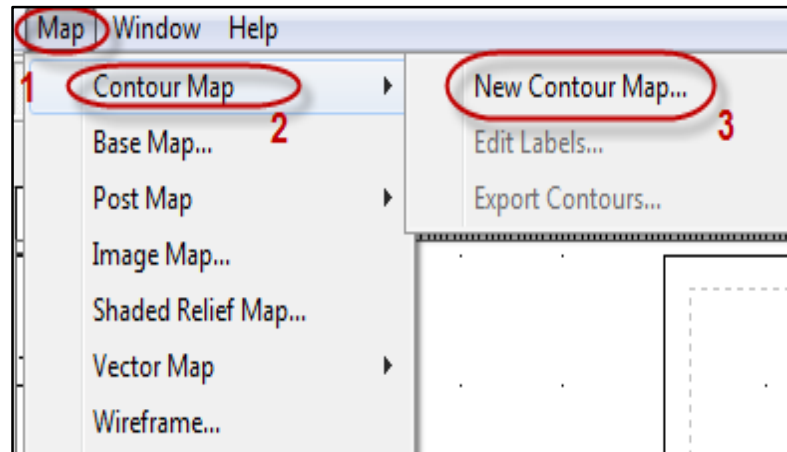 Map Window Help
1 Contour Map 2
New Contour Map... 3
Base Map...
Edit Labels...
Post Map
Export Contours...
Image Map...
Shaded Relief Map...
Vector Map
Wireframe...